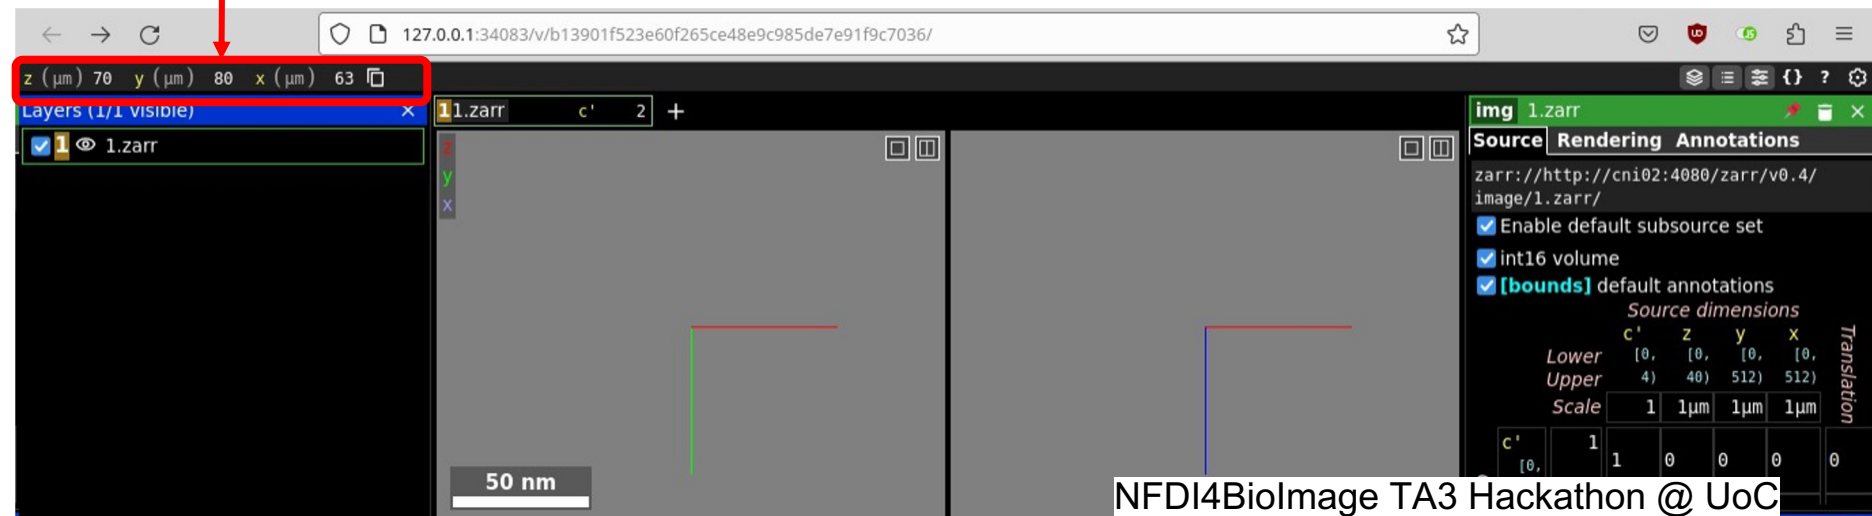 127.0.0.1:34083/v/b13901f523e60f265ce48e9c985de7e91f9c7036/
z (µm) 70 y (µm) 80 x (µm) 63
{} ?
Layers (1/1 visible) ×
1 1.zarr
1 1.zarr c' 2 +
z
y
x
50 nm
img 1.zarr ×
Source Rendering Annotations
zarr://http://cni02:4080/zarr/v0.4/
image/1.zarr/
Enable default subsource set
int16 volume
[bounds] default annotations
Source dimensions
c' z y x
Lower [0, [0, [0, [0,
Upper 4) 40) 512) 512)
Scale 1 1µm 1µm 1µm
Translation
c' 1
[0,
1 0 0 0 0
NFDI4BioImage TA3 Hackathon @ UoC